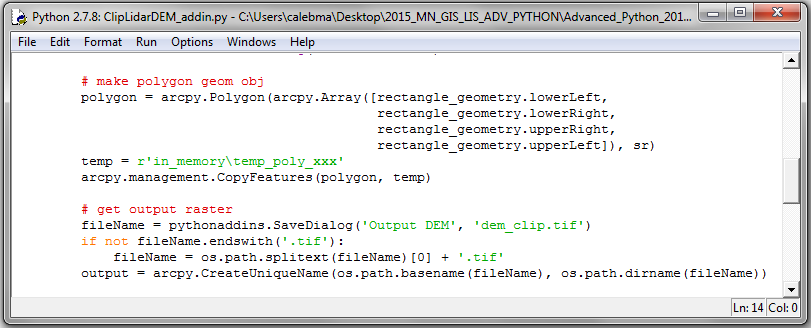 Python 2.7.8: ClipLidarDEM_addin.py - C:\Users\calebma\Desktop\2015_MN_GIS_LIS_ADV_PYTHON\Advanced_Python_201...
File Edit Format Run Options Windows Help
# make polygon geom obj
polygon = arcpy.Polygon(arcpy.Array([rectangle_geometry.lowerLeft,
rectangle_geometry.lowerRight,
rectangle_geometry.upperRight,
rectangle_geometry.upperLeft]), sr)
temp = r'in_memory\temp_poly_xxx'
arcpy.management.CopyFeatures(polygon, temp)
# get output raster
fileName = pythonaddins.SaveDialog('Output DEM', 'dem_clip.tif')
if not fileName.endswith('.tif'):
fileName = os.path.splitext(fileName)[0] + '.tif'
output = arcpy.CreateUniqueName(os.path.basename(fileName), os.path.dirname(fileName))
Ln: 14 Col: 0